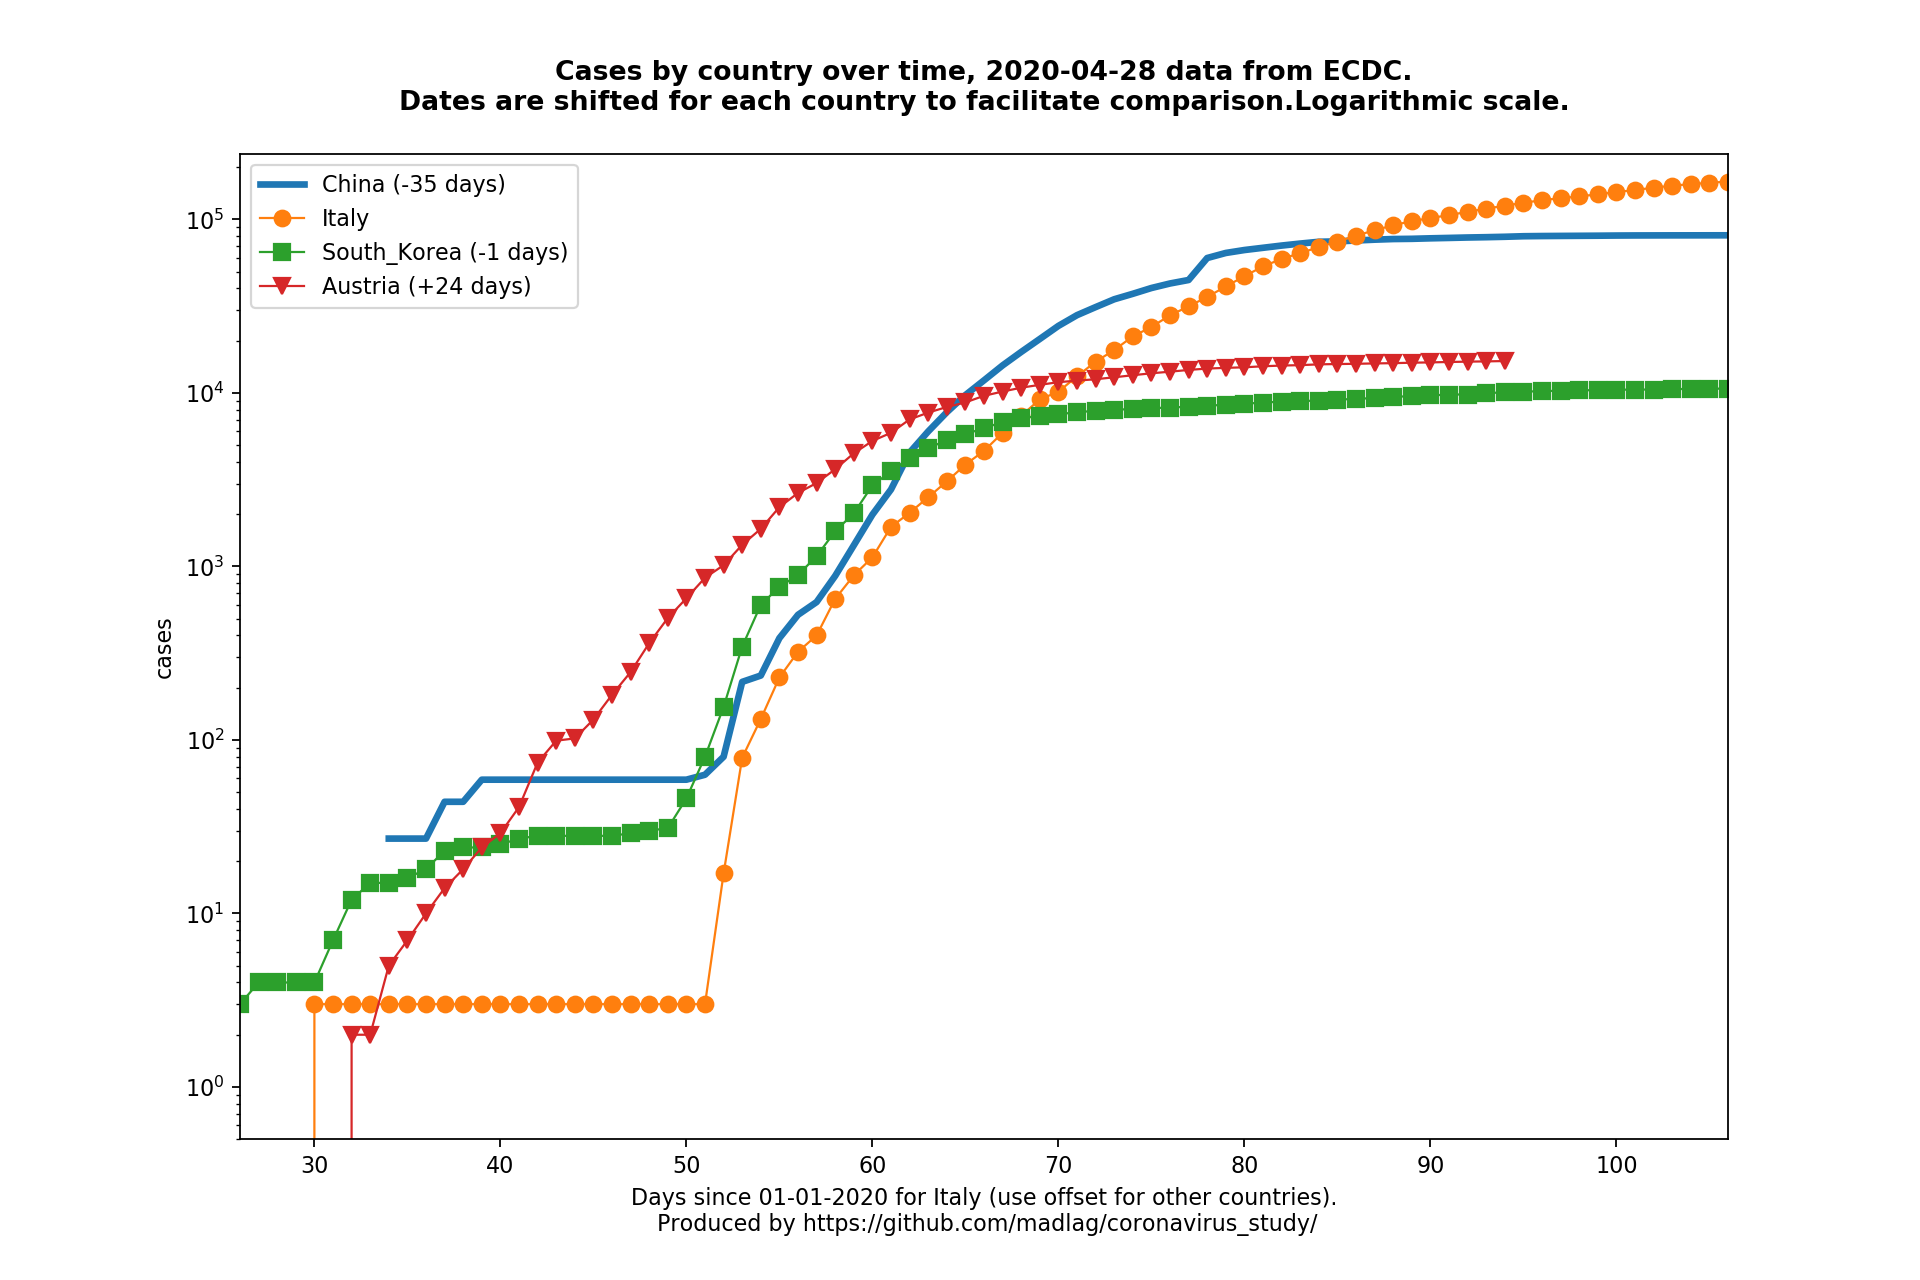 Cases by country over time, 2020-04-28 data from ECDC.
Dates are shifted for each country to facilitate comparison.Logarithmic scale.
China (-35 days)
Italy
South_Korea (-1 days)
Austria (+24 days)
10^5
10^4
10^3
10^2
10^1
10^0
cases
30 40 50 60 70 80 90 100
Days since 01-01-2020 for Italy (use offset for other countries).
Produced by https://github.com/madlag/coronavirus_study/